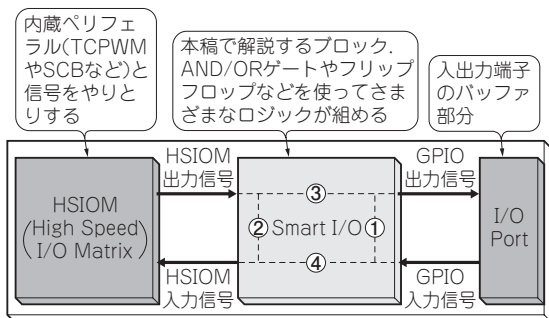 内蔵ペリフェ
ラル(TCPWM
やSCBなど)と
信号をやりと
りする
本稿で解説するブロック．
AND/ORゲートやフリップ
フロップなどを使ってさま
ざまなロジックが組める
入出力端子
のバッファ
部分
HSIOM
(High Speed
I/O Matrix)
HSIOM
出力信号
③
② Smart I/O ①
④
HSIOM
入力信号
GPIO
出力信号
GPIO
入力信号
I/O
Port